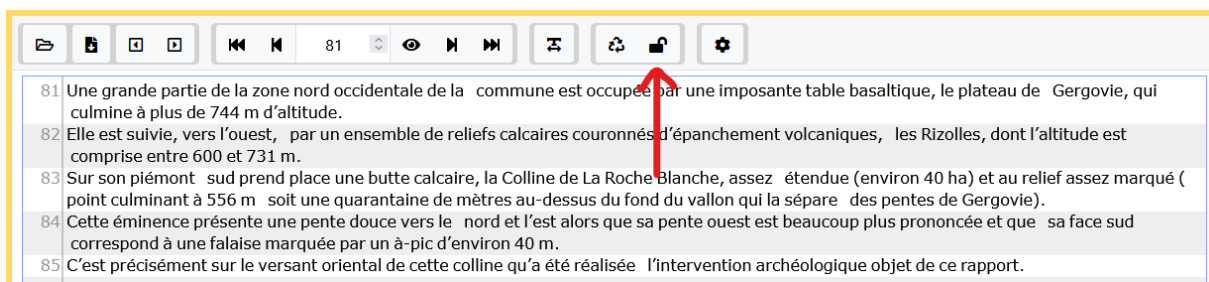 81
81 Une grande partie de la zone nord occidentale de la commune est occupée par une imposante table basaltique, le plateau de Gergovie, qui
culmine à plus de 744 m d’altitude.
82 Elle est suivie, vers l’ouest, par un ensemble de reliefs calcaires couronnés d’épanchement volcaniques, les Rizolles, dont l’altitude est
comprise entre 600 et 731 m.
83 Sur son piémont sud prend place une butte calcaire, la Colline de La Roche Blanche, assez étendue (environ 40 ha) et au relief assez marqué (
point culminant à 556 m soit une quarantaine de mètres au-dessus du fond du vallon qui la sépare des pentes de Gergovie).
84 Cette éminence présente une pente douce vers le nord et l’est alors que sa pente ouest est beaucoup plus prononcée et que sa face sud
correspond à une falaise marquée par un à-pic d’environ 40 m.
85 C’est précisément sur le versant oriental de cette colline qu’a été réalisée l’intervention archéologique objet de ce rapport.